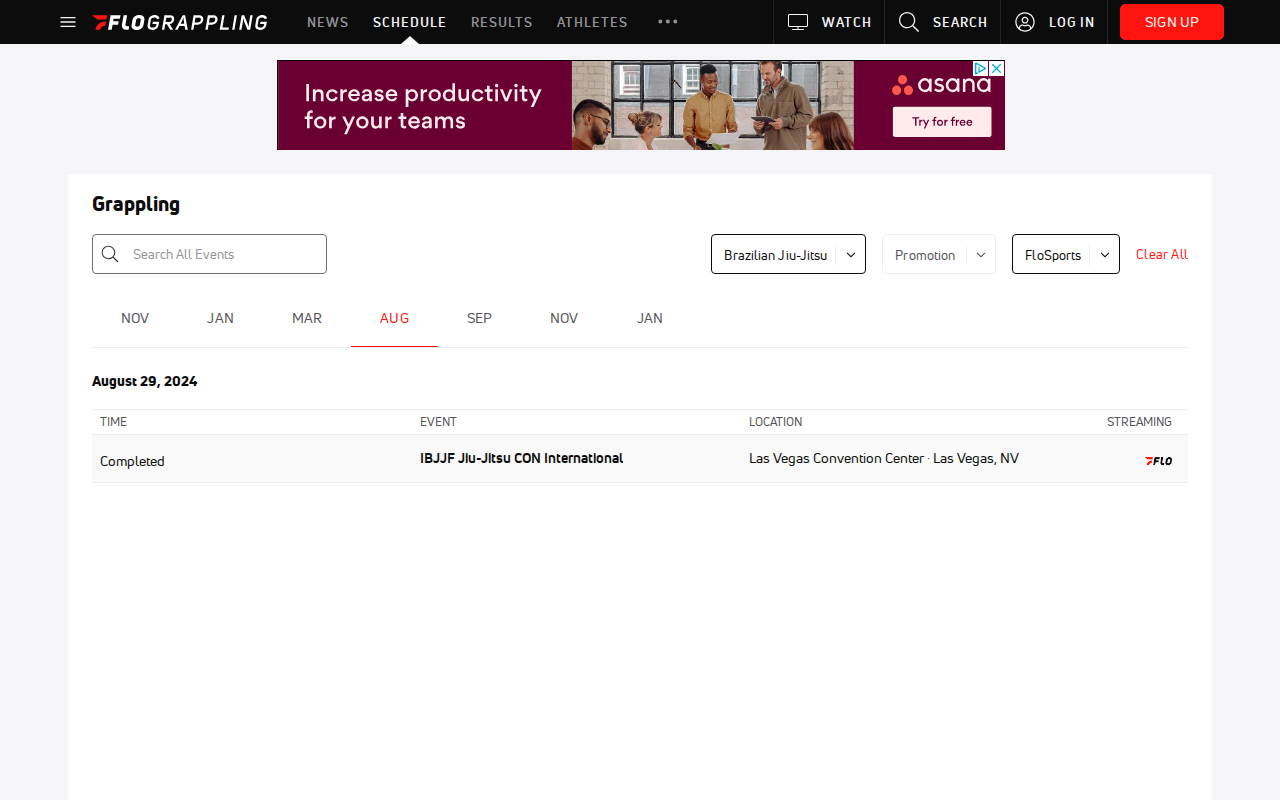 FLOGRAPPLING NEWS SCHEDULE RESULTS ATHLETES WATCH SEARCH LOG IN SIGN UP
Increase productivity
for your teams
asana
Try for free
Grappling
Search All Events
Brazilian Jiu-Jitsu
Promotion
FloSports
Clear All
NOV JAN MAR AUG SEP NOV JAN
August 29, 2024
TIME EVENT LOCATION STREAMING
Completed IBJJF Jiu-Jitsu CON International Las Vegas Convention Center · Las Vegas, NV FLO